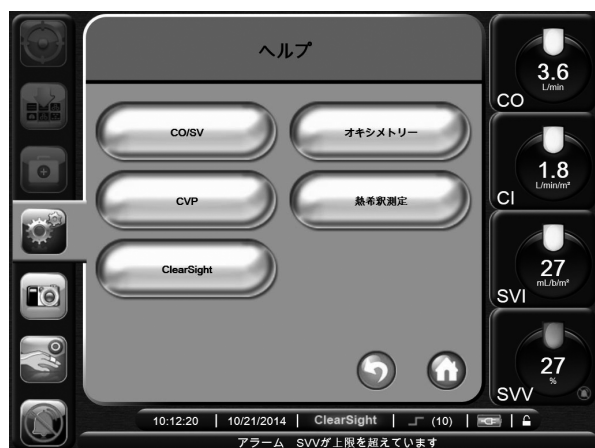 ヘルプ
CO/SV
オキシメトリー
CVP
熱希釈測定
ClearSight
3.6
L/min
CO
1.8
L/min/m²
CI
27
mL/b/m²
SVI
27
%
SVV
10:12:20 10/21/2014 ClearSight (10)
アラーム SVVが上限を超えています